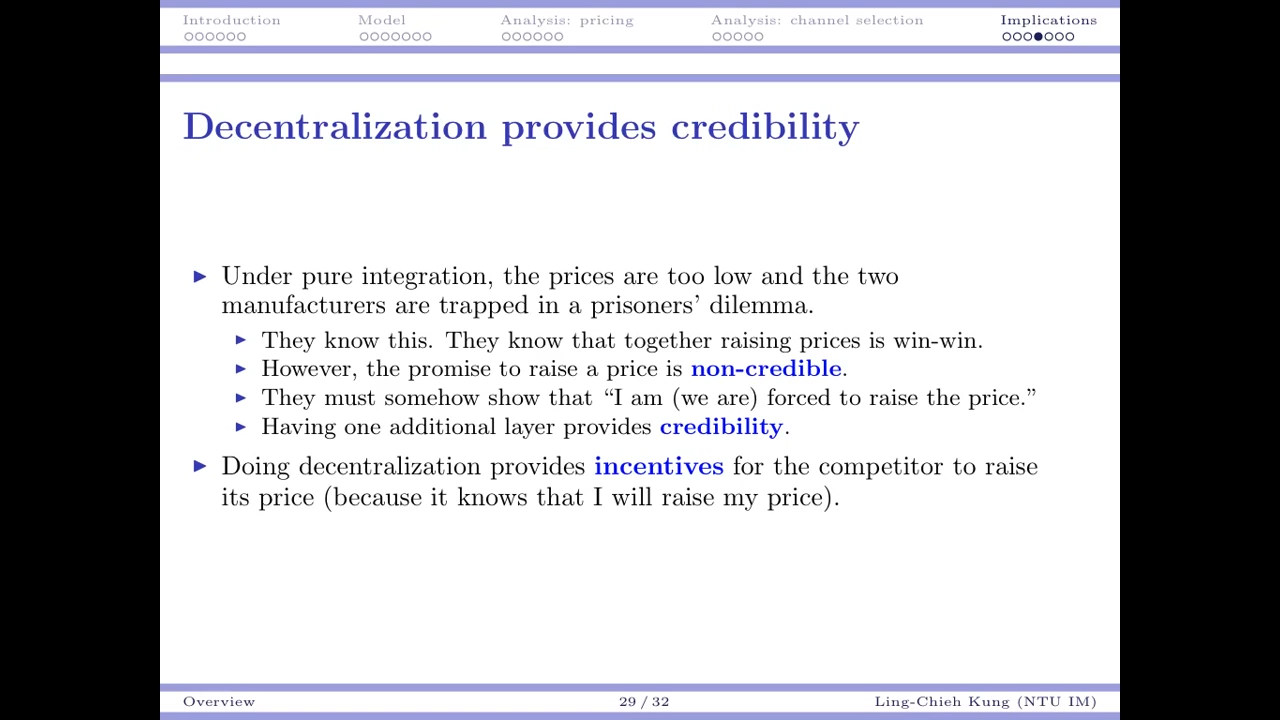 Introduction Model Analysis: pricing Analysis: channel selection Implications
Decentralization provides credibility
Under pure integration, the prices are too low and the two
manufacturers are trapped in a prisoners' dilemma.
They know this. They know that together raising prices is win-win.
However, the promise to raise a price is non-credible.
They must somehow show that “I am (we are) forced to raise the price.”
Having one additional layer provides credibility.
Doing decentralization provides incentives for the competitor to raise
its price (because it knows that I will raise my price).
Overview 29 / 32 Ling-Chieh Kung (NTU IM)